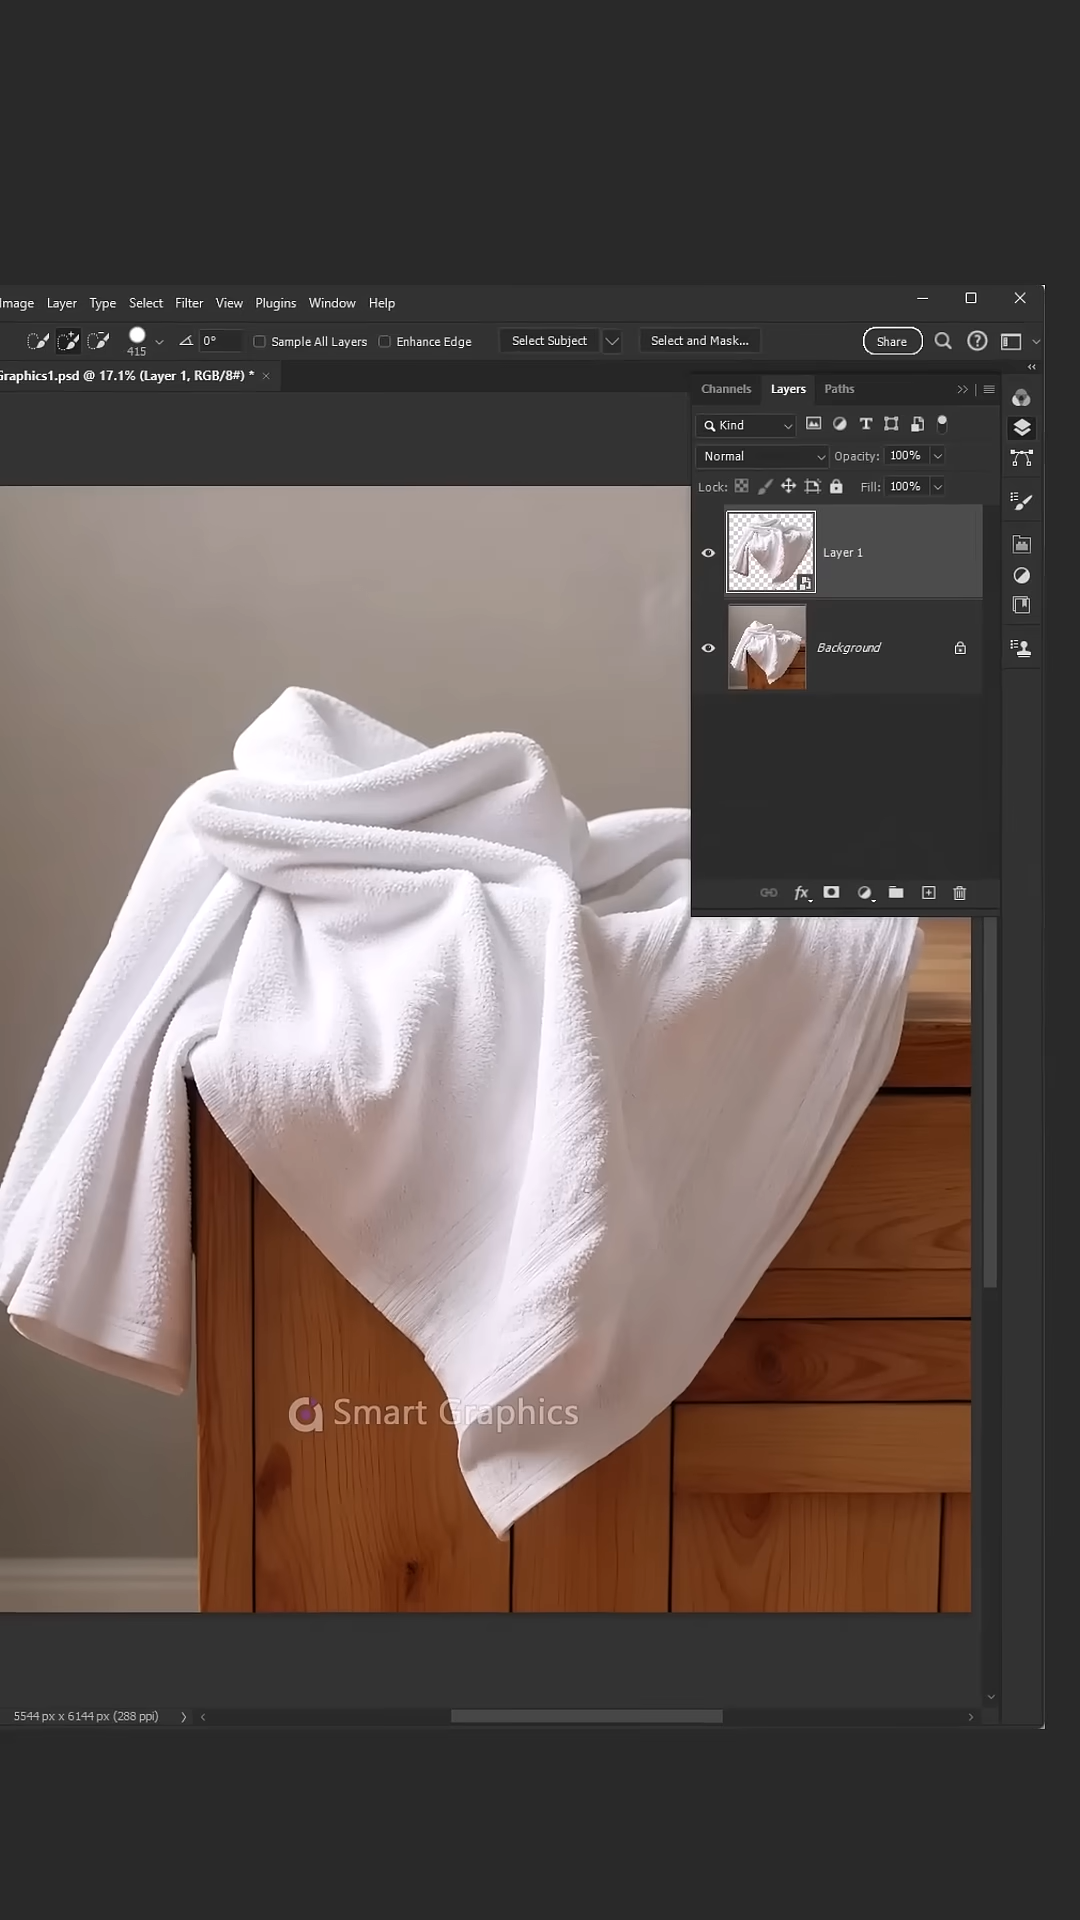 Image Layer Type Select Filter View Plugins Window Help
415 0° Sample All Layers Enhance Edge Select Subject Select and Mask... Share
Graphics1.psd @ 17.1% (Layer 1, RGB/8#) *
Channels Layers Paths
Kind
Normal Opacity: 100%
Lock: Fill: 100%
Layer 1
Background
fx
Smart Graphics
5544 px x 6144 px (288 ppi)